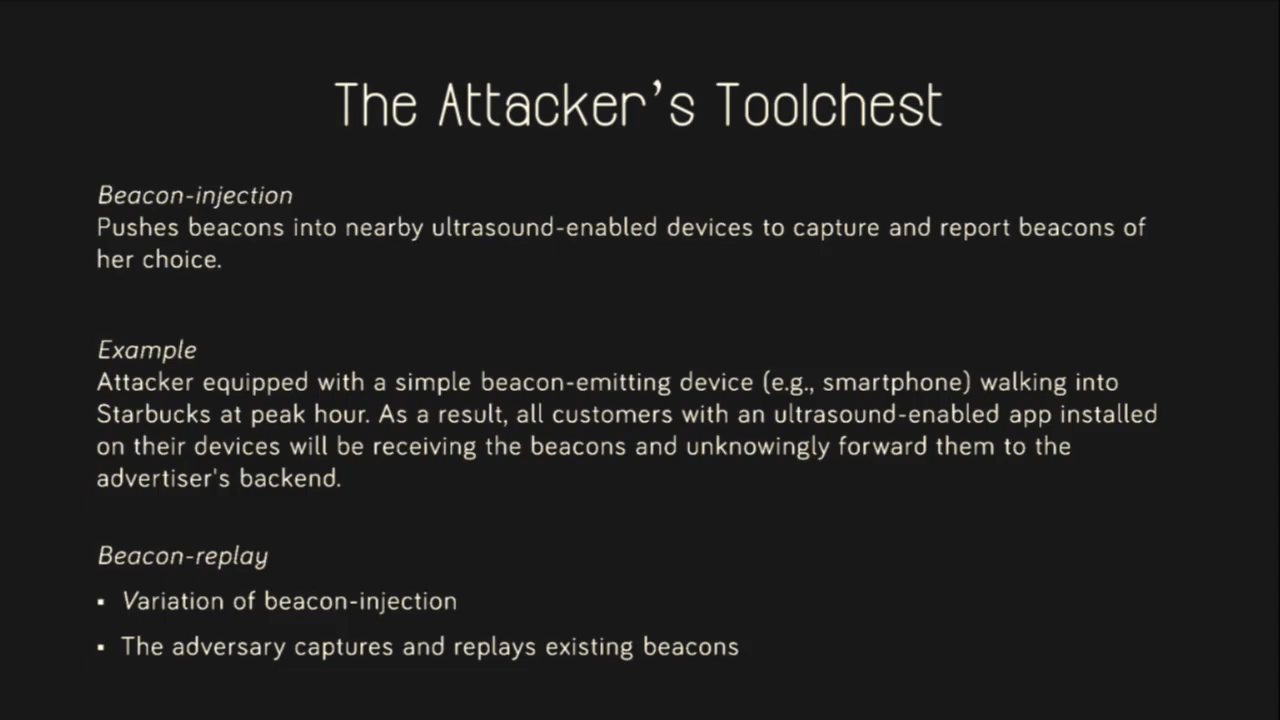 The Attacker's Toolchest
Beacon-injection
Pushes beacons into nearby ultrasound-enabled devices to capture and report beacons of
her choice.
Example
Attacker equipped with a simple beacon-emitting device (e.g., smartphone) walking into
Starbucks at peak hour. As a result, all customers with an ultrasound-enabled app installed
on their devices will be receiving the beacons and unknowingly forward them to the
advertiser's backend.
Beacon-replay
▪ Variation of beacon-injection
▪ The adversary captures and replays existing beacons